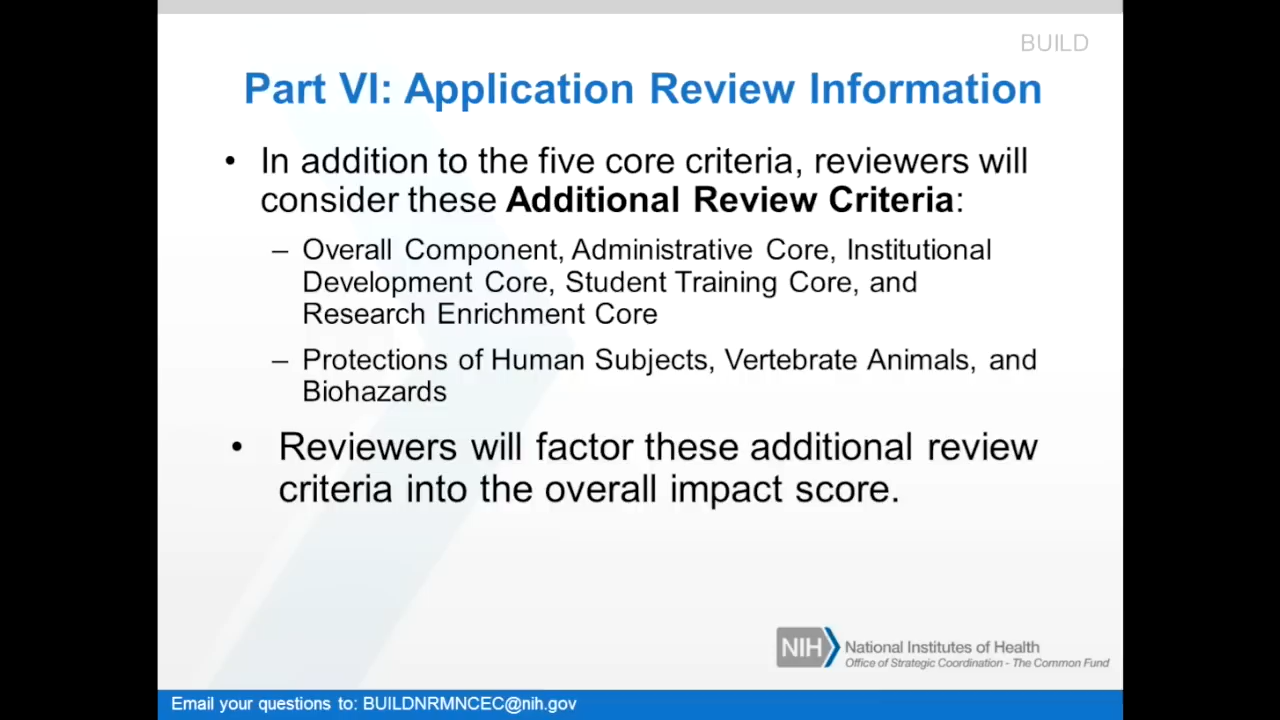 BUILD
Part VI: Application Review Information
• In addition to the five core criteria, reviewers will
consider these Additional Review Criteria:
– Overall Component, Administrative Core, Institutional
Development Core, Student Training Core, and
Research Enrichment Core
– Protections of Human Subjects, Vertebrate Animals, and
Biohazards
• Reviewers will factor these additional review
criteria into the overall impact score.
NIH National Institutes of Health
Office of Strategic Coordination - The Common Fund
Email your questions to: BUILDNRMNCEC@nih.gov